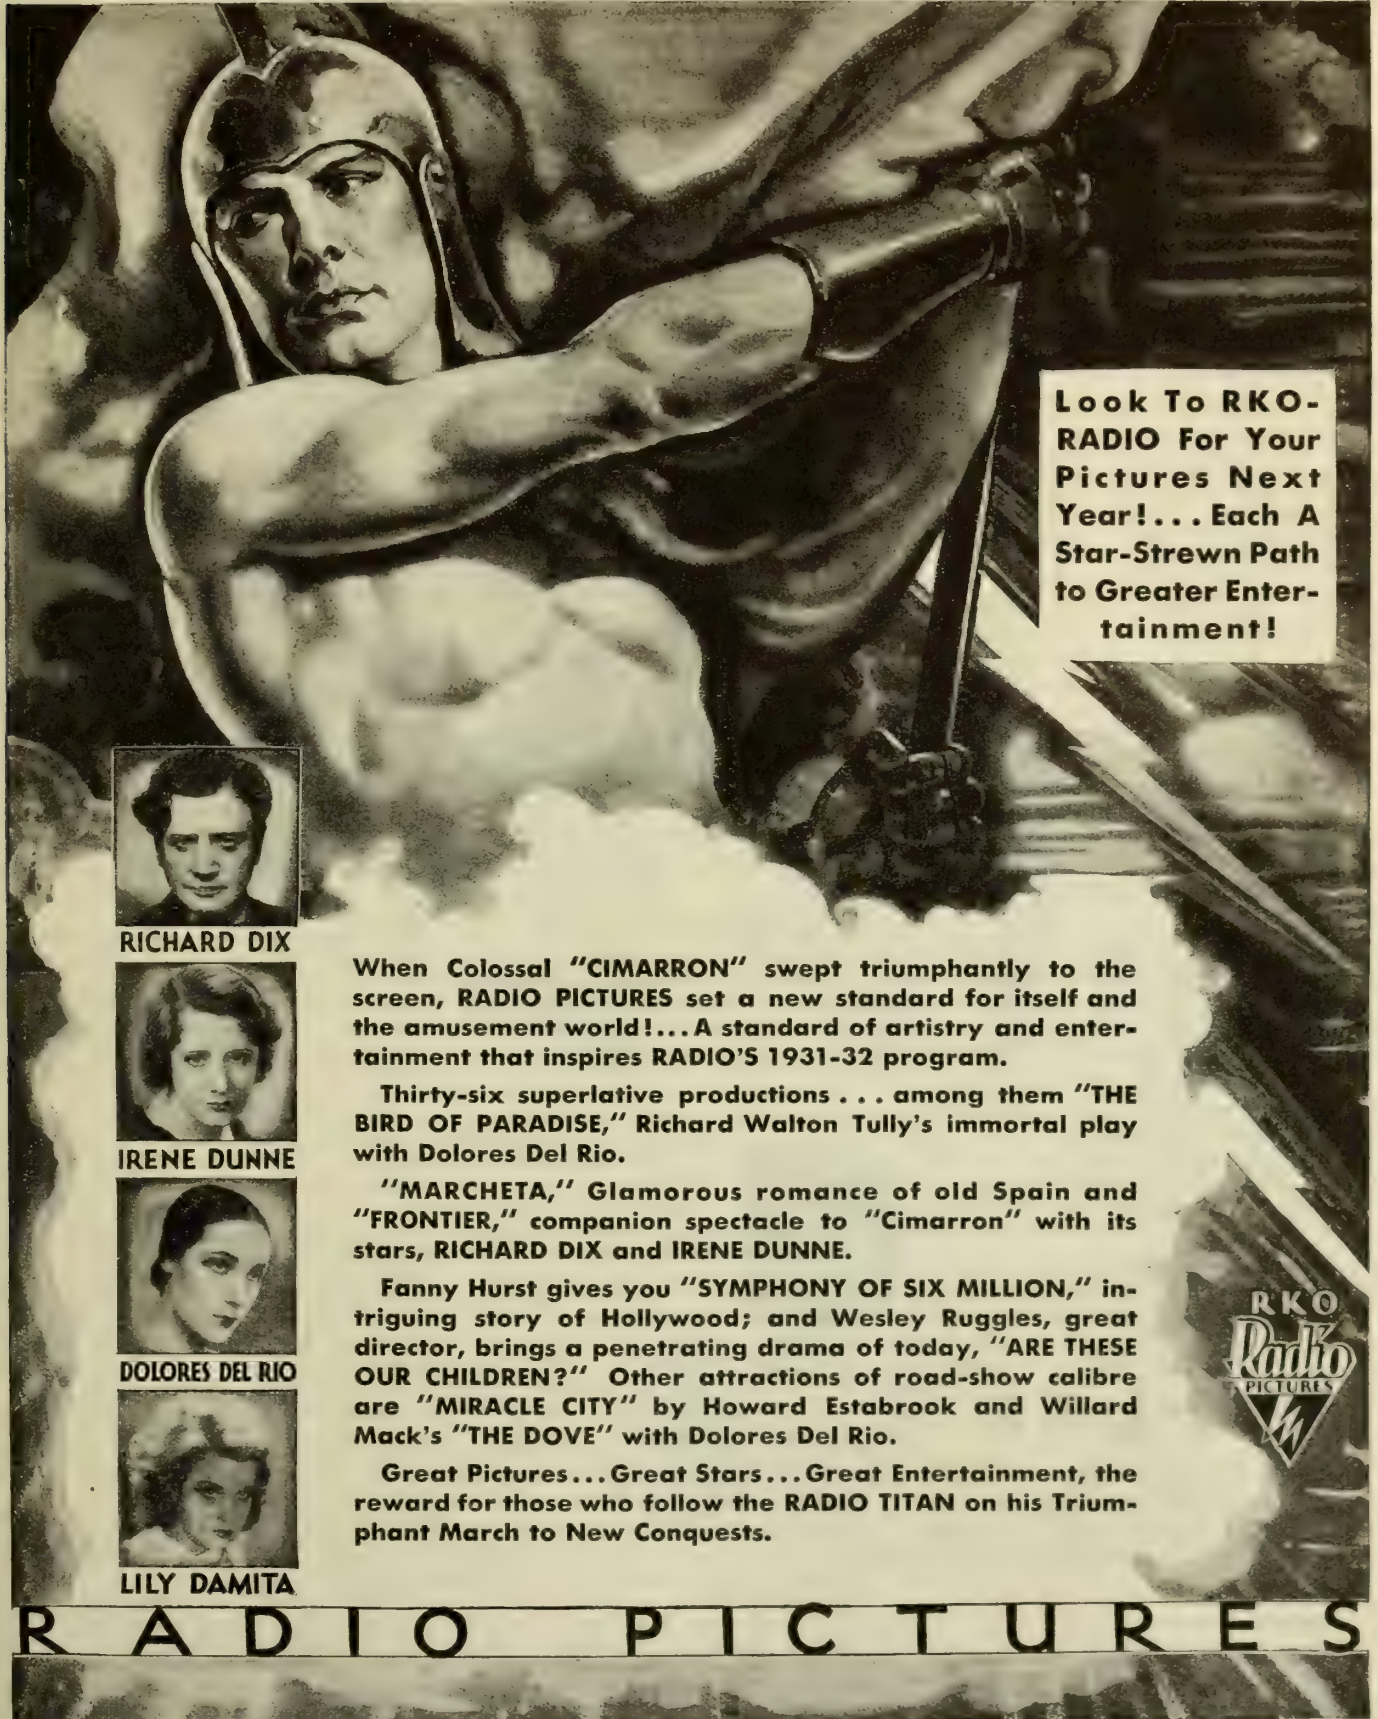 Look To RKO-
RADIO For Your
Pictures Next
Year!... Each A
Star-Strewn Path
to Greater Enter-
tainment!
RICHARD DIX
IRENE DUNNE
DOLORES DEL RIO
LILY DAMITA
When Colossal "CIMARRON" swept triumphantly to the
screen, RADIO PICTURES set a new standard for itself and
the amusement world!...A standard of artistry and enter-
tainment that inspires RADIO'S 1931-32 program.
Thirty-six superlative productions ... among them "THE
BIRD OF PARADISE," Richard Walton Tully's immortal play
with Dolores Del Rio.
"MARCHETA," Glamorous romance of old Spain and
"FRONTIER," companion spectacle to "Cimarron" with its
stars, RICHARD DIX and IRENE DUNNE.
Fanny Hurst gives you "SYMPHONY OF SIX MILLION," in-
triguing story of Hollywood; and Wesley Ruggles, great
director, brings a penetrating drama of today, "ARE THESE
OUR CHILDREN?" Other attractions of road-show calibre
are "MIRACLE CITY" by Howard Estabrook and Willard
Mack's "THE DOVE" with Dolores Del Rio.
Great Pictures...Great Stars...Great Entertainment, the
reward for those who follow the RADIO TITAN on his Trium-
phant March to New Conquests.
RKO
Radio
PICTURES
RADIO PICTURES